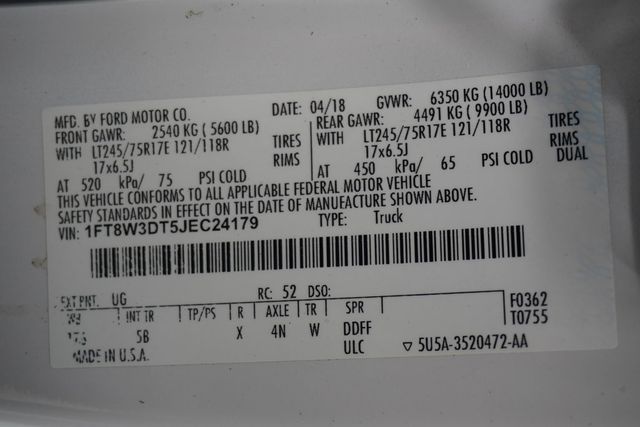 MFD. BY FORD MOTOR CO. DATE: 04/18 GVWR: 6350 KG (14000 LB)
FRONT GAWR: 2540 KG (5600 LB) REAR GAWR: 4491 KG (9900 LB)
WITH LT245/75R17E 121/118R TIRES WITH LT245/75R17E 121/118R TIRES
17x6.5J RIMS 17x6.5J RIMS
AT 520 kPa/ 75 PSI COLD AT 450 kPa/ 65 PSI COLD DUAL
THIS VEHICLE CONFORMS TO ALL APPLICABLE FEDERAL MOTOR VEHICLE
SAFETY STANDARDS IN EFFECT ON THE DATE OF MANUFACTURE SHOWN ABOVE.
VIN: 1FT8W3DT5JEC24179 TYPE: Truck
EXT PNT: UG RC: 52 DSO: F0362
WB INT TR TP/PS R AXLE TR SPR T0755
5B X 4N W DDFF
MADE IN U.S.A. ULC ▽ 5U5A-3520472-AA